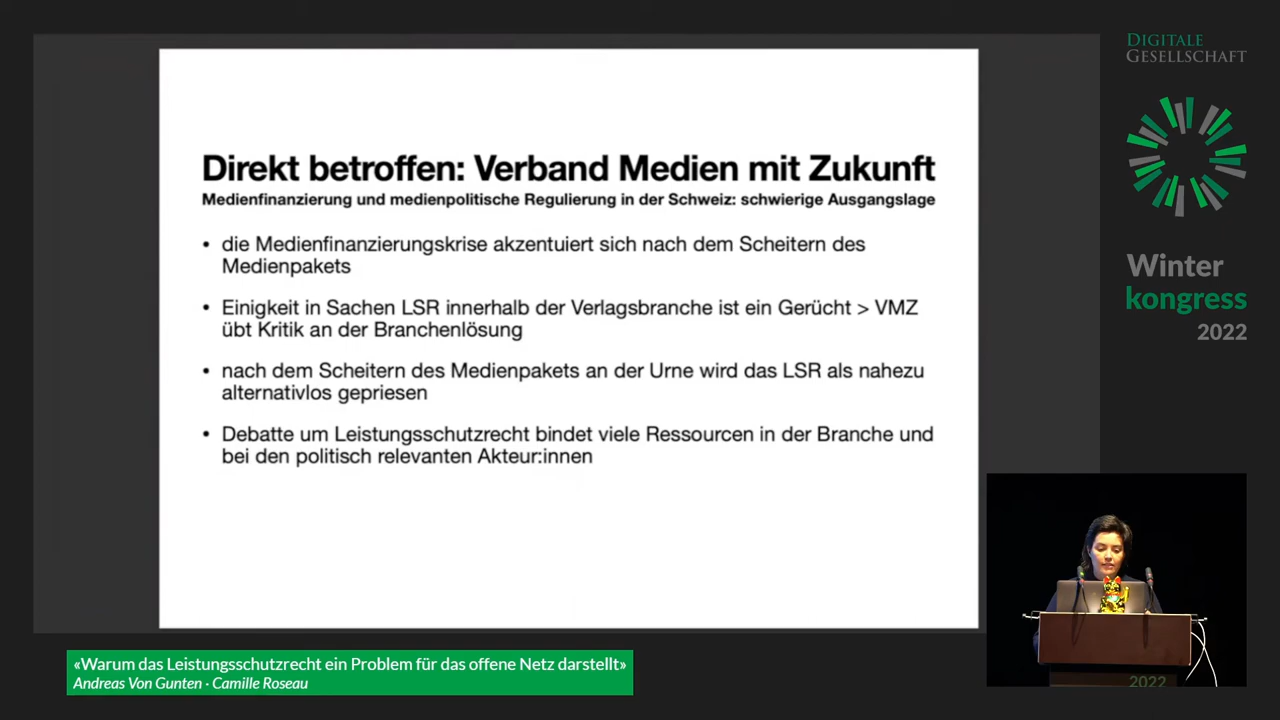 DIGITALE
GESELLSCHAFT
Winter
kongress
2022
Direkt betroffen: Verband Medien mit Zukunft
Medienfinanzierung und medienpolitische Regulierung in der Schweiz: schwierige Ausgangslage
• die Medienfinanzierungskrise akzentuiert sich nach dem Scheitern des
Medienpakets
• Einigkeit in Sachen LSR innerhalb der Verlagsbranche ist ein Gerücht > VMZ
übt Kritik an der Branchenlösung
• nach dem Scheitern des Medienpakets an der Urne wird das LSR als nahezu
alternativlos gepriesen
• Debatte um Leistungsschutzrecht bindet viele Ressourcen in der Branche und
bei den politisch relevanten Akteur:innen
«Warum das Leistungsschutzrecht ein Problem für das offene Netz darstellt»
Andreas Von Gunten · Camille Roseau
2022